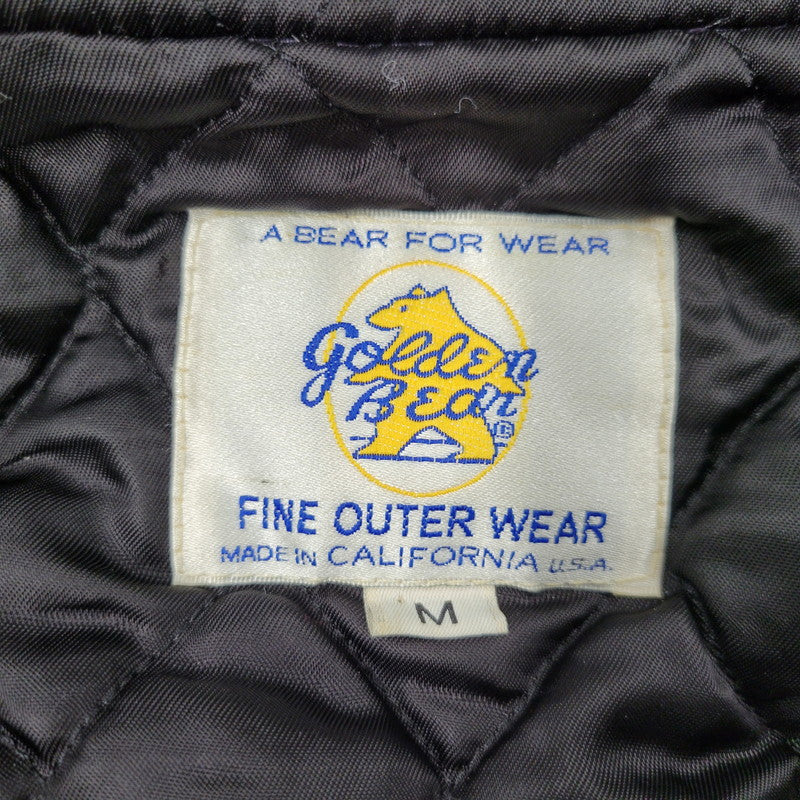 A BEAR FOR WEAR
Golden
Bear
®
FINE OUTER WEAR
MADE IN CALIFORNIA U.S.A.
M